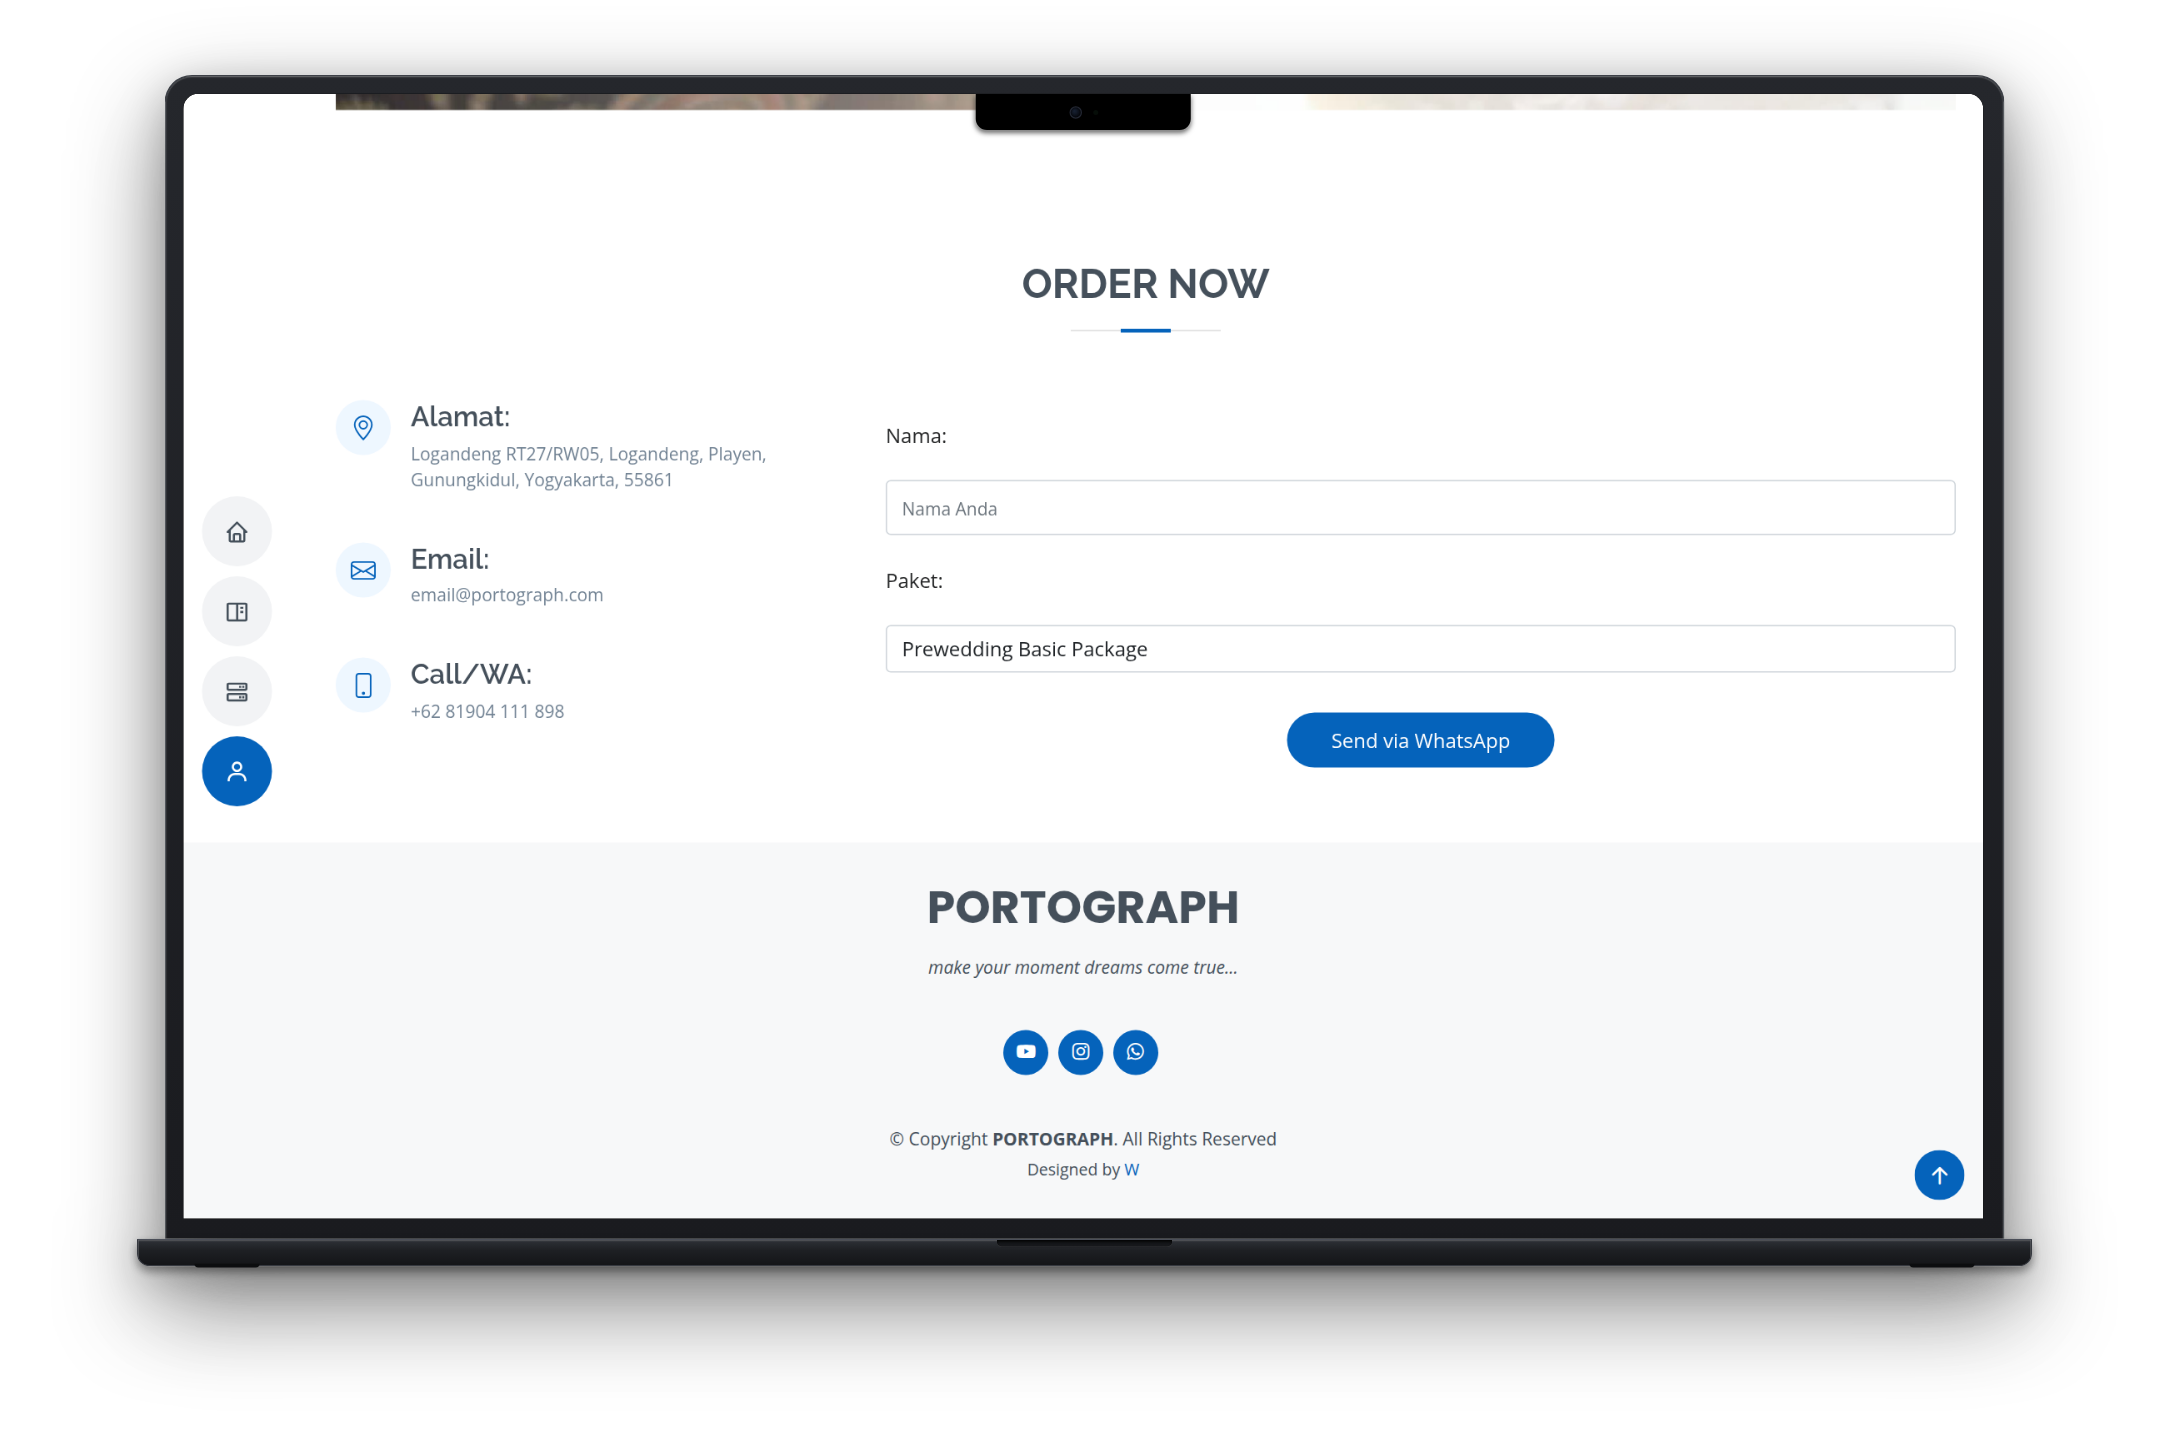 ORDER NOW
Alamat:
Logandeng RT27/RW05, Logandeng, Playen,
Gunungkidul, Yogyakarta, 55861
Email:
email@portograph.com
Call/WA:
+62 81904 111 898
Nama:
Nama Anda
Paket:
Prewedding Basic Package
Send via WhatsApp
PORTOGRAPH
make your moment dreams come true...
© Copyright PORTOGRAPH. All Rights Reserved
Designed by W